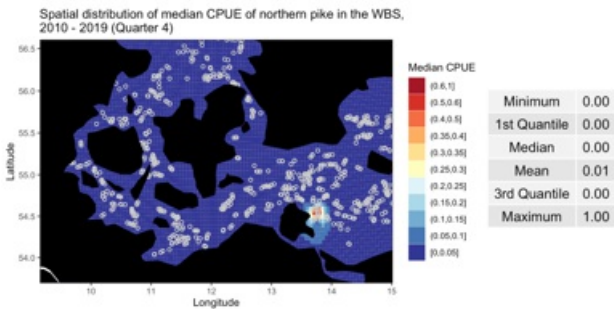 Spatial distribution of median CPUE of northern pike in the WBS,
2010 - 2019 (Quarter 4)
56.5
56.0
55.5
55.0
54.5
54.0
Latitude
10
11
12
13
14
15
Longitude
Median CPUE
(0.6,1]
(0.5,0.6]
(0.4,0.5]
(0.35,0.4]
(0.3,0.35]
(0.25,0.3]
(0.2,0.25]
(0.15,0.2]
(0.1,0.15]
(0.05,0.1]
[0,0.05]
Minimum 0.00
1st Quantile 0.00
Median 0.00
Mean 0.01
3rd Quantile 0.00
Maximum 1.00